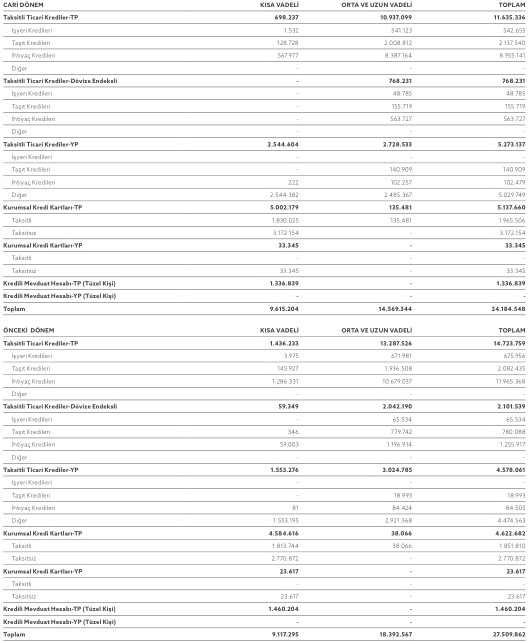 CARİ DÖNEM KISA VADELİ ORTA VE UZUN VADELİ TOPLAM
Taksitli Ticari Krediler-TP 698.237 10.937.099 11.635.336
İşyeri Kredileri 1.532 541.123 542.655
Taşıt Kredileri 128.728 2.008.812 2.137.540
İhtiyaç Kredileri 567.977 8.387.164 8.955.141
Diğer - - -
Taksitli Ticari Krediler-Dövize Endeksli - 768.231 768.231
İşyeri Kredileri - 48.785 48.785
Taşıt Kredileri - 155.719 155.719
İhtiyaç Kredileri - 563.727 563.727
Diğer - - -
Taksitli Ticari Krediler-YP 2.544.604 2.728.533 5.273.137
İşyeri Kredileri - - -
Taşıt Kredileri - 140.909 140.909
İhtiyaç Kredileri 222 102.257 102.479
Diğer 2.544.382 2.485.367 5.029.749
Kurumsal Kredi Kartları-TP 5.002.179 135.481 5.137.660
Taksitli 1.830.025 135.481 1.965.506
Taksitsiz 3.172.154 - 3.172.154
Kurumsal Kredi Kartları-YP 33.345 - 33.345
Taksitli - - -
Taksitsiz 33.345 - 33.345
Kredili Mevduat Hesabı-TP (Tüzel Kişi) 1.336.839 - 1.336.839
Kredili Mevduat Hesabı-YP (Tüzel Kişi) - - -
Toplam 9.615.204 14.569.344 24.184.548
ÖNCEKİ DÖNEM KISA VADELİ ORTA VE UZUN VADELİ TOPLAM
Taksitli Ticari Krediler-TP 1.436.233 13.287.526 14.723.759
İşyeri Kredileri 3.975 671.981 675.956
Taşıt Kredileri 145.927 1.936.508 2.082.435
İhtiyaç Kredileri 1.286.331 10.679.037 11.965.368
Diğer - - -
Taksitli Ticari Krediler-Dövize Endeksli 59.349 2.042.190 2.101.539
İşyeri Kredileri - 65.534 65.534
Taşıt Kredileri 346 779.742 780.088
İhtiyaç Kredileri 59.003 1.196.914 1.255.917
Diğer - - -
Taksitli Ticari Krediler-YP 1.553.276 3.024.785 4.578.061
İşyeri Kredileri - - -
Taşıt Kredileri - 18.993 18.993
İhtiyaç Kredileri 81 84.424 84.505
Diğer 1.553.195 2.921.368 4.474.563
Kurumsal Kredi Kartları-TP 4.584.616 38.066 4.622.682
Taksitli 1.813.744 38.066 1.851.810
Taksitsiz 2.770.872 - 2.770.872
Kurumsal Kredi Kartları-YP 23.617 - 23.617
Taksitli - - -
Taksitsiz 23.617 - 23.617
Kredili Mevduat Hesabı-TP (Tüzel Kişi) 1.460.204 - 1.460.204
Kredili Mevduat Hesabı-YP (Tüzel Kişi) - - -
Toplam 9.117.295 18.392.567 27.509.862